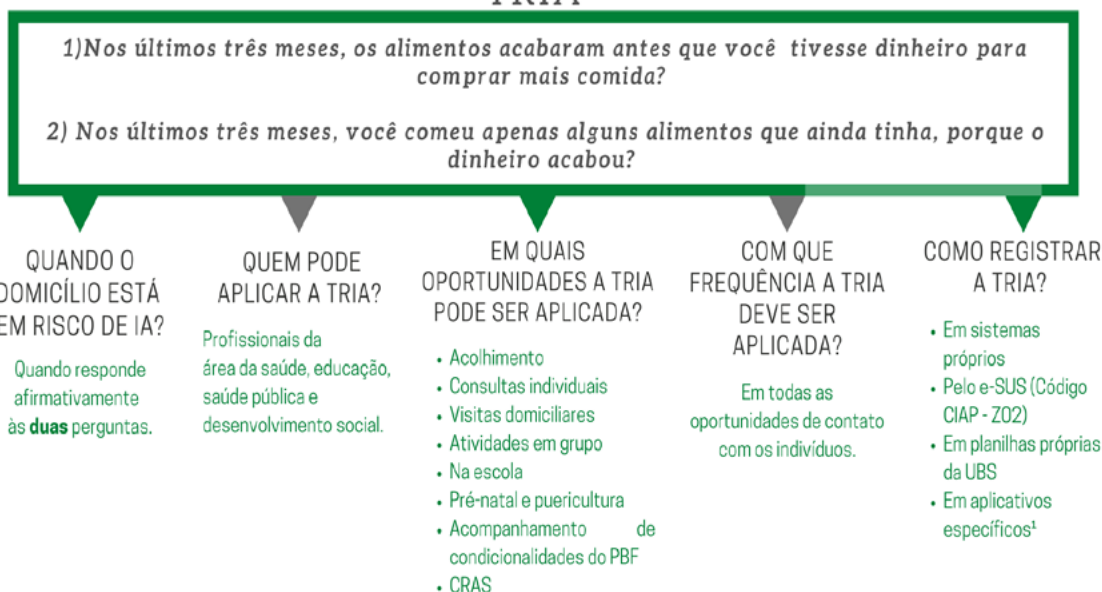 1)Nos últimos três meses, os alimentos acabaram antes que você tivesse dinheiro para
comprar mais comida?
2) Nos últimos três meses, você comeu apenas alguns alimentos que ainda tinha, porque o
dinheiro acabou?
QUANDO O
DOMICÍLIO ESTÁ
EM RISCO DE IA?
Quando responde
afirmativamente
às duas perguntas.
QUEM PODE
APLICAR A TRIA?
Profissionais da
área da saúde, educação,
saúde pública e
desenvolvimento social.
EM QUAIS
OPORTUNIDADES A TRIA
PODE SER APLICADA?
• Acolhimento
• Consultas individuais
• Visitas domiciliares
• Atividades em grupo
• Na escola
• Pré-natal e puericultura
• Acompanhamento de
condicionalidades do PBF
• CRAS
COM QUE
FREQUÊNCIA A TRIA
DEVE SER
APLICADA?
Em todas as
oportunidades de contato
com os indivíduos.
COMO REGISTRAR
A TRIA?
• Em sistemas
próprios
• Pelo e-SUS (Código
CIAP - Z02)
• Em planilhas próprias
da UBS
• Em aplicativos
específicos¹